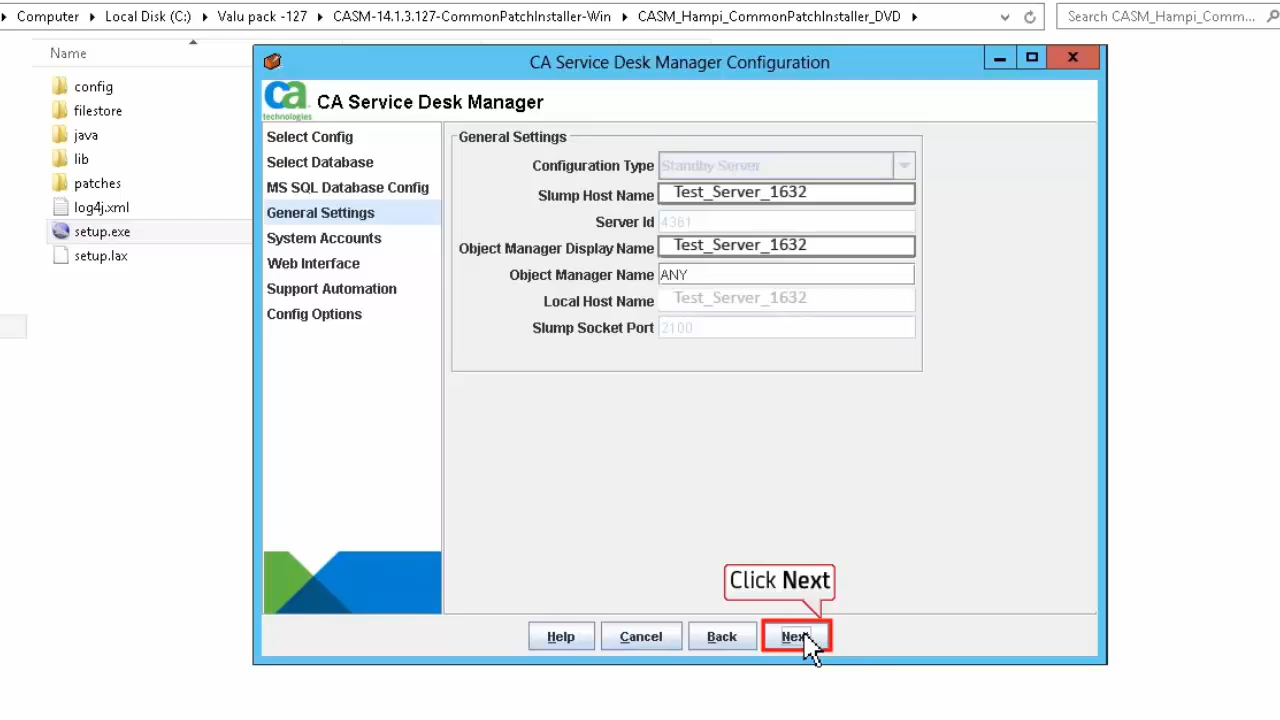 Computer ▸ Local Disk (C:) ▸ Valu pack -127 ▸ CASM-14.1.3.127-CommonPatchInstaller-Win ▸ CASM_Hampi_CommonPatchInstaller_DVD ▸
Search CASM_Hampi_Comm...
Name
config
filestore
java
lib
patches
log4j.xml
setup.exe
setup.lax
CA Service Desk Manager Configuration
ca technologies
CA Service Desk Manager
Select Config
Select Database
MS SQL Database Config
General Settings
System Accounts
Web Interface
Support Automation
Config Options
General Settings
Configuration Type Standby Server
Slump Host Name Test_Server_1632
Server Id 4361
Object Manager Display Name Test_Server_1632
Object Manager Name ANY
Local Host Name Test_Server_1632
Slump Socket Port 2100
Click Next
Help Cancel Back Next